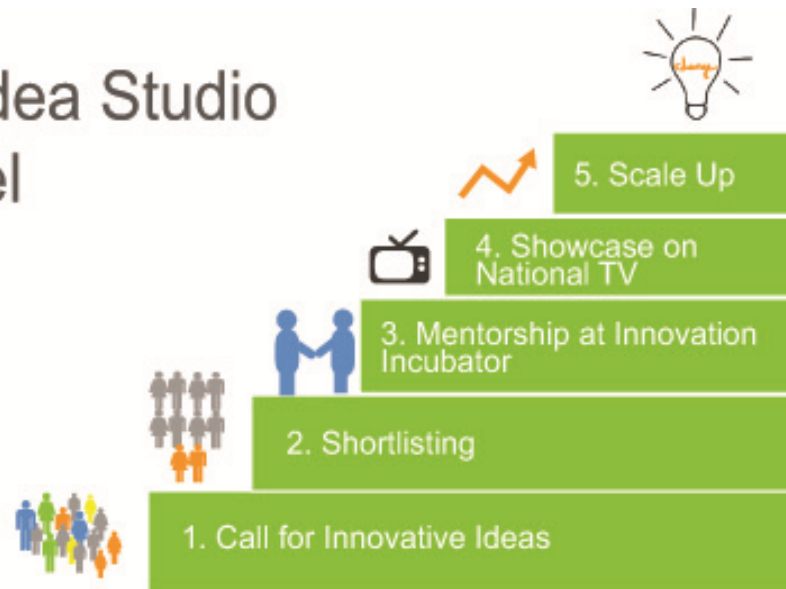 dea Studio
el
change
5. Scale Up
4. Showcase on
National TV
3. Mentorship at Innovation
Incubator
2. Shortlisting
1. Call for Innovative Ideas